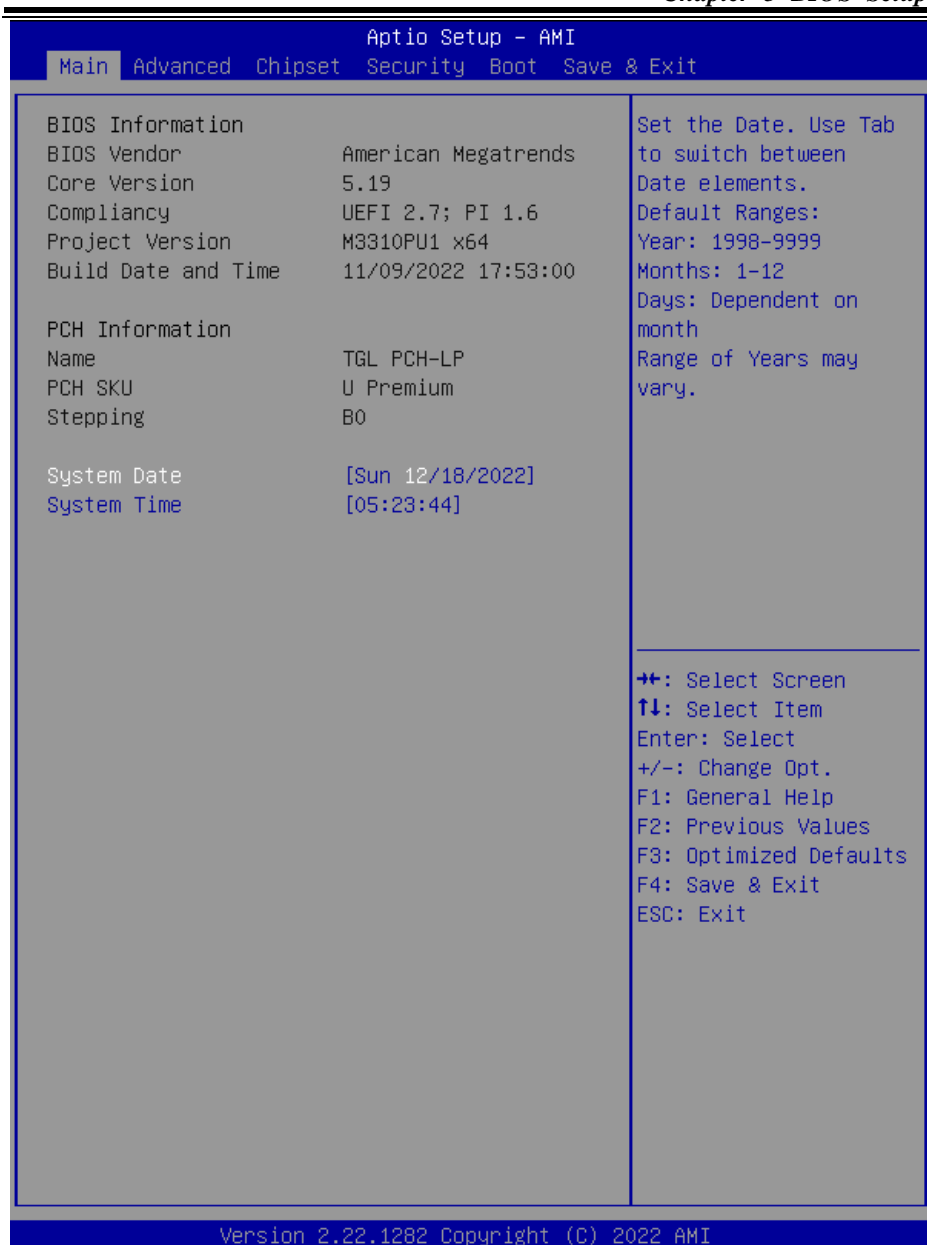 Chapter 3 BIOS Setup
Aptio Setup – AMI
Main Advanced Chipset Security Boot Save & Exit
BIOS Information
BIOS Vendor American Megatrends
Core Version 5.19
Compliancy UEFI 2.7; PI 1.6
Project Version M3310PU1 x64
Build Date and Time 11/09/2022 17:53:00
PCH Information
Name TGL PCH-LP
PCH SKU U Premium
Stepping B0
System Date [Sun 12/18/2022]
System Time [05:23:44]
Set the Date. Use Tab
to switch between
Date elements.
Default Ranges:
Year: 1998-9999
Months: 1-12
Days: Dependent on
month
Range of Years may
vary.
→←: Select Screen
↑↓: Select Item
Enter: Select
+/-: Change Opt.
F1: General Help
F2: Previous Values
F3: Optimized Defaults
F4: Save & Exit
ESC: Exit
Version 2.22.1282 Copyright (C) 2022 AMI